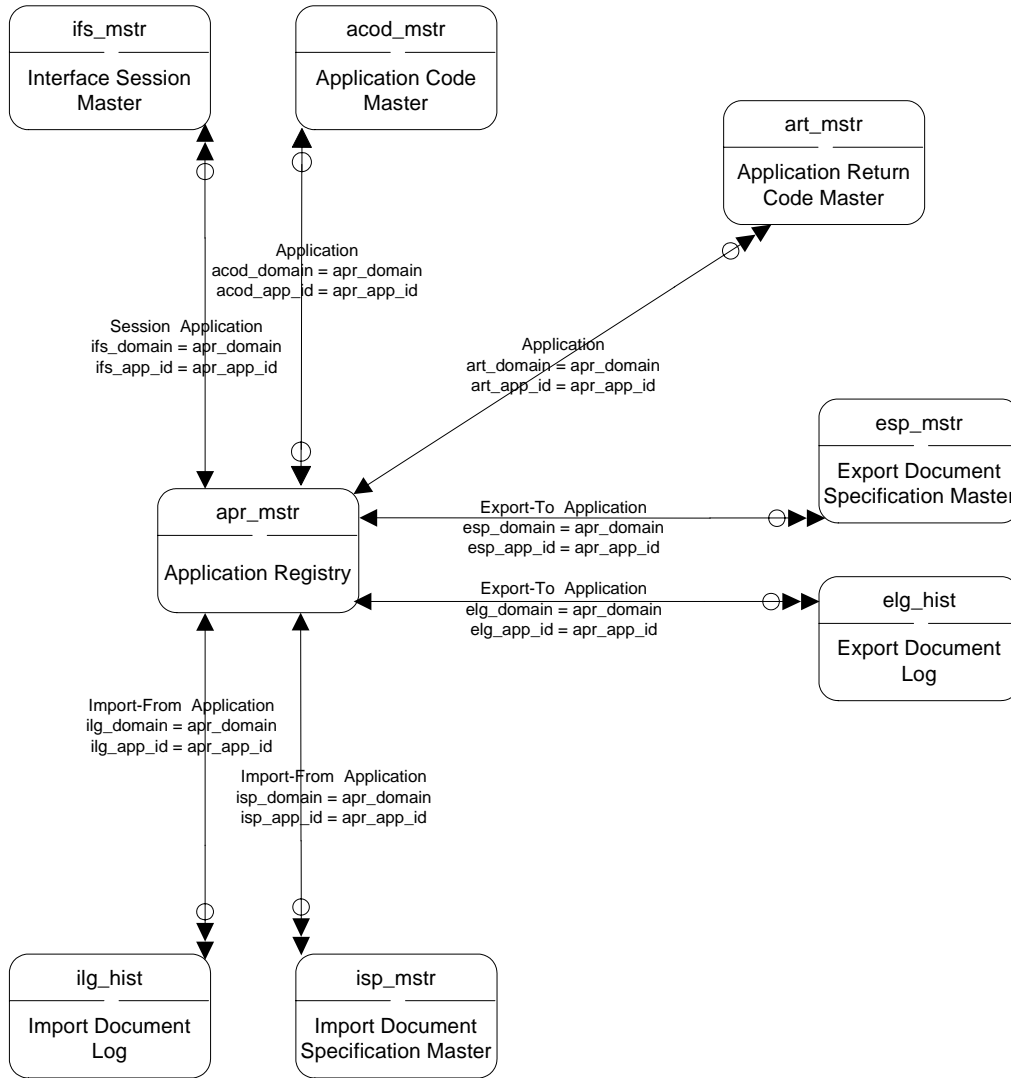 ifs_mstr
Interface Session
Master
acod_mstr
Application Code
Master
art_mstr
Application Return
Code Master
Application
acod_domain = apr_domain
acod_app_id = apr_app_id
Session Application
ifs_domain = apr_domain
ifs_app_id = apr_app_id
Application
art_domain = apr_domain
art_app_id = apr_app_id
esp_mstr
Export Document
Specification Master
apr_mstr
Application Registry
Export-To Application
esp_domain = apr_domain
esp_app_id = apr_app_id
Export-To Application
elg_domain = apr_domain
elg_app_id = apr_app_id
elg_hist
Export Document
Log
Import-From Application
ilg_domain = apr_domain
ilg_app_id = apr_app_id
Import-From Application
isp_domain = apr_domain
isp_app_id = apr_app_id
ilg_hist
Import Document
Log
isp_mstr
Import Document
Specification Master